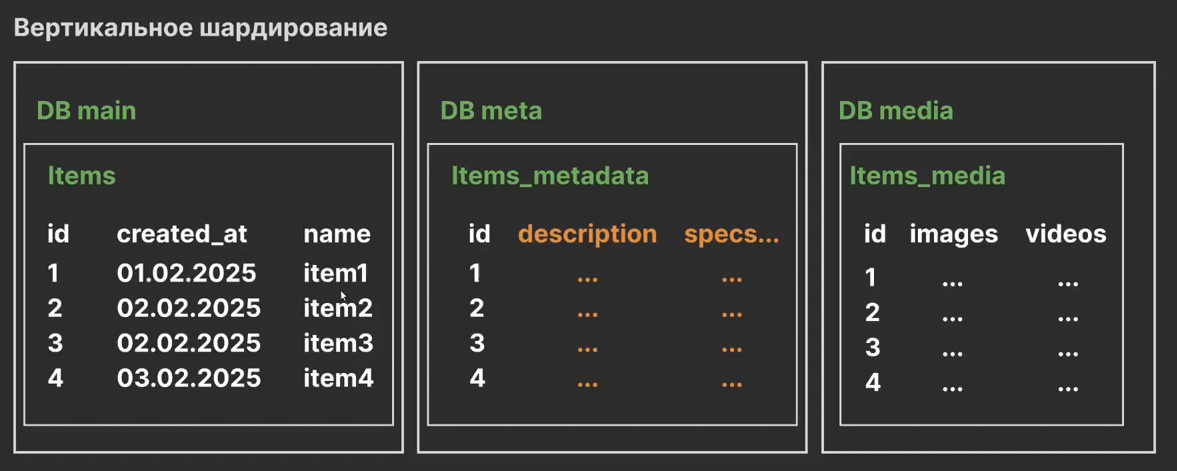 Вертикальное шардирование
DB main
Items
id created_at name
1 01.02.2025 item1
2 02.02.2025 item2
3 02.02.2025 item3
4 03.02.2025 item4
DB meta
Items_metadata
id description specs...
1 ... ...
2 ... ...
3 ... ...
4 ... ...
DB media
Items_media
id images videos
1 ... ...
2 ... ...
3 ... ...
4 ... ...